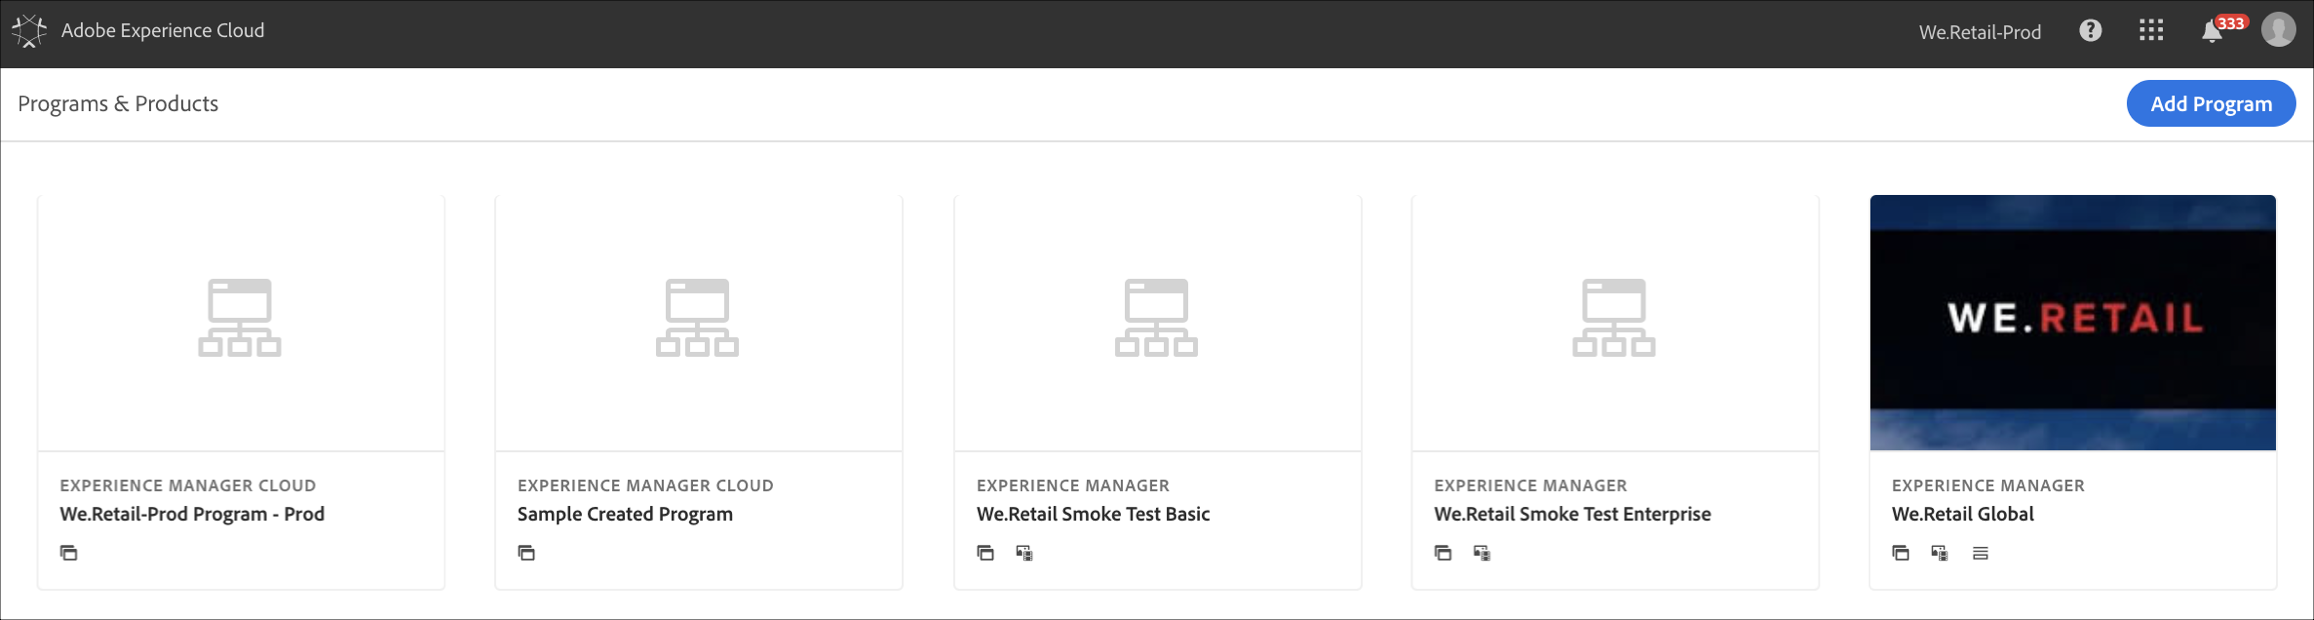 Adobe Experience Cloud
We.Retail-Prod
333
Programs & Products
Add Program
WE.RETAIL
EXPERIENCE MANAGER CLOUD
We.Retail-Prod Program - Prod
EXPERIENCE MANAGER CLOUD
Sample Created Program
EXPERIENCE MANAGER
We.Retail Smoke Test Basic
EXPERIENCE MANAGER
We.Retail Smoke Test Enterprise
EXPERIENCE MANAGER
We.Retail Global